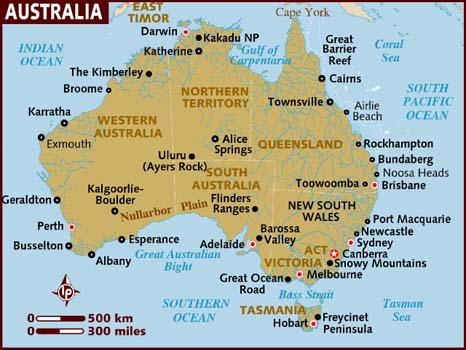 AUSTRALIA
EAST
TIMOR
Cape York
Darwin
Kakadu NP
Katherine
INDIAN
OCEAN
Gulf of
Carpentaria
Great
Barrier
Reef
Coral
Sea
The Kimberley
Broome
Cairns
SOUTH
PACIFIC
OCEAN
NORTHERN
TERRITORY
Townsville
Airlie
Beach
Karratha
WESTERN
AUSTRALIA
Exmouth
Alice
Springs
QUEENSLAND
Rockhampton
Bundaberg
Uluru
(Ayers Rock)
Noosa Heads
SOUTH
AUSTRALIA
Toowoomba
Brisbane
Geraldton
Kalgoorlie-
Boulder
Nullarbor Plain
Flinders
Ranges
NEW SOUTH
WALES
Port Macquarie
Perth
Barossa
Valley
Newcastle
Busselton
Esperance
Adelaide
Sydney
ACT
Canberra
Albany
Great Australian
Bight
VICTORIA
Snowy Mountains
Great Ocean
Road
Melbourne
UP
Bass Strait
SOUTHERN
OCEAN
Tasman
Sea
0
500 km
0
300 miles
TASMANIA
Hobart
Freycinet
Peninsula